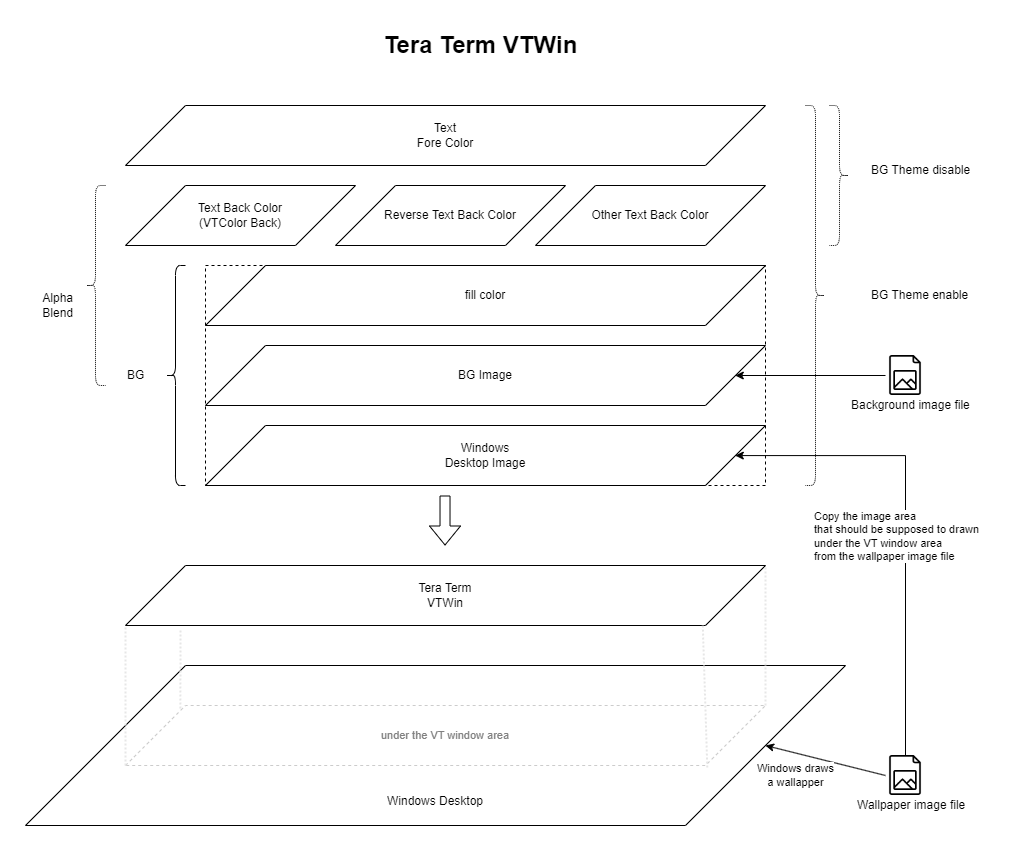 Tera Term VTWin
Text
Fore Color
BG Theme disable
Text Back Color
(VTColor Back)
Reverse Text Back Color
Other Text Back Color
Alpha
Blend
fill color
BG Theme enable
BG
BG Image
Background image file
Windows
Desktop Image
Copy the image area
that should be supposed to drawn
under the VT window area
from the wallpaper image file
Tera Term
VTWin
under the VT window area
Windows draws
a wallapper
Windows Desktop
Wallpaper image file